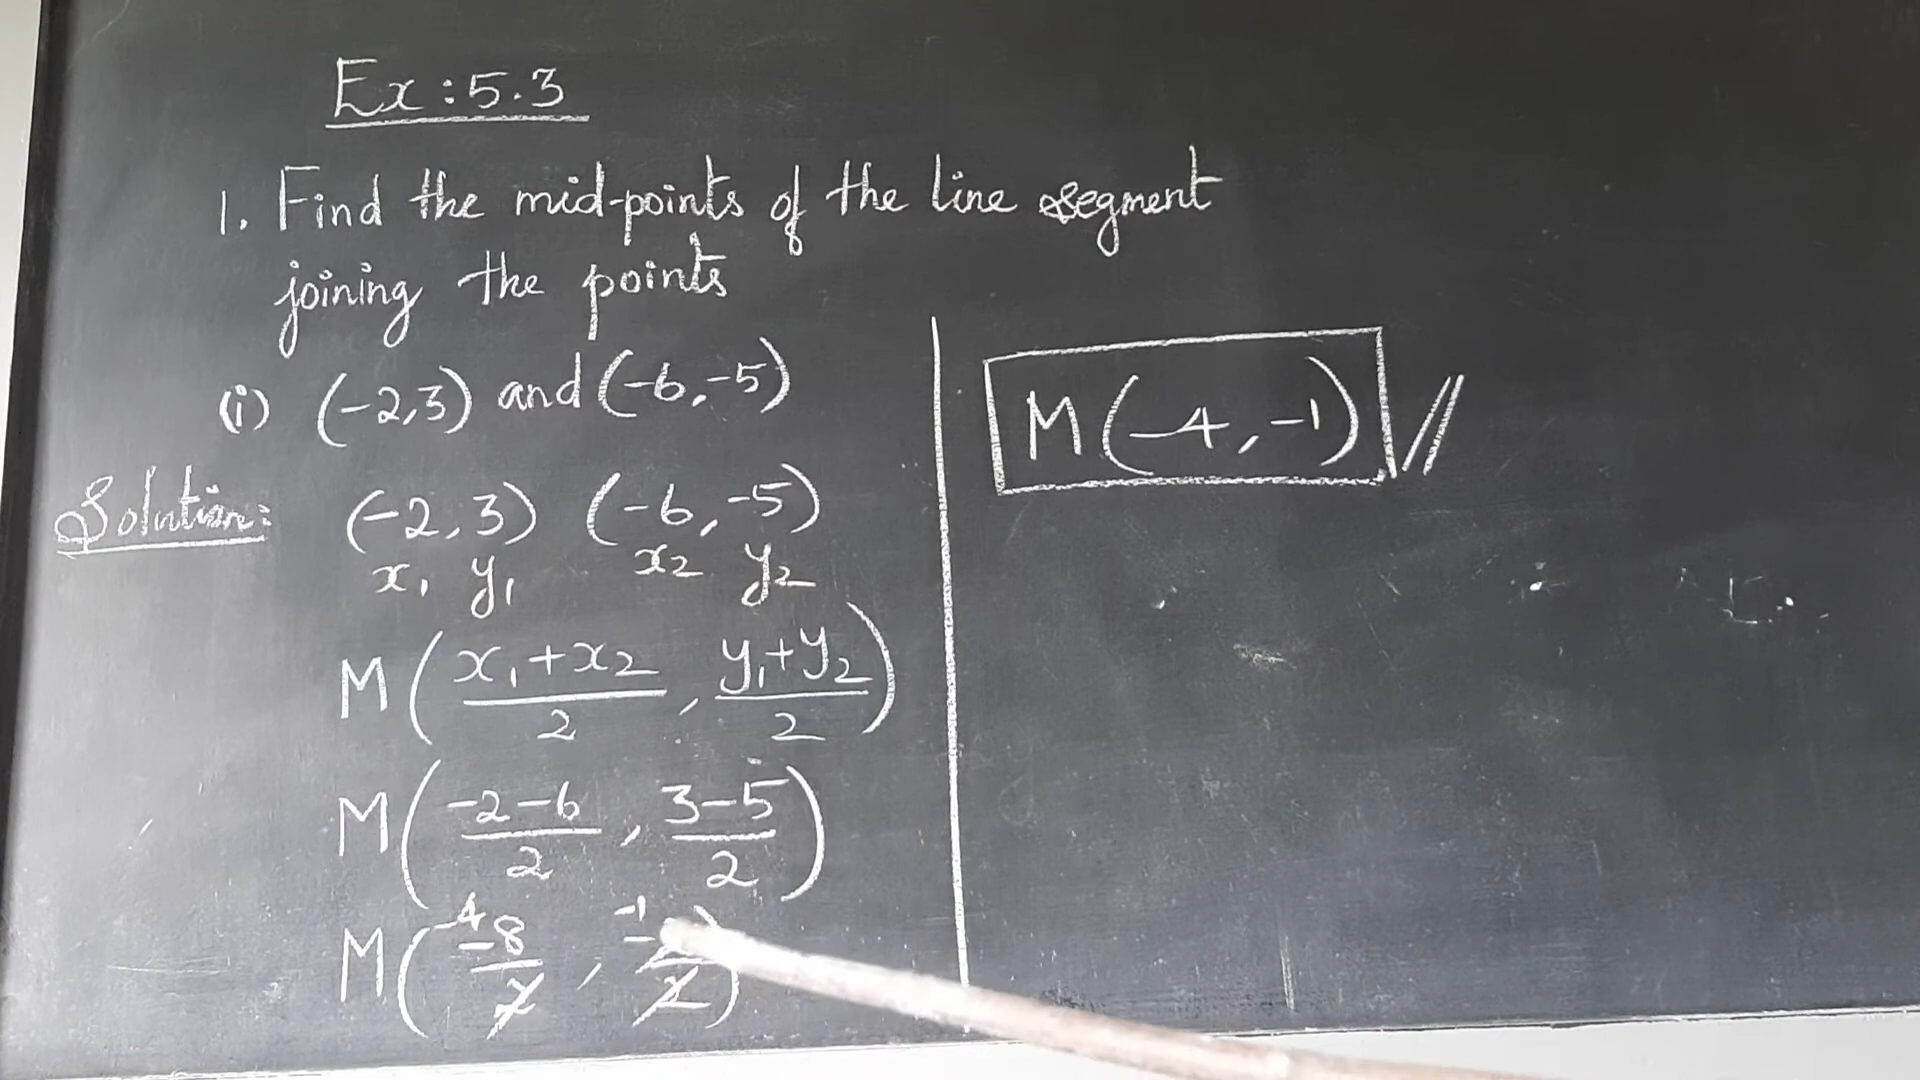 Ex : 5.3
1. Find the mid-points of the line segment
joining the points
(i) (-2,3) and (-6,-5)
Solution: (-2, 3) (-6, -5)
x₁ y₁ x₂ y₂
M ( x₁+x₂/2 , y₁+y₂/2 )
M ( -2-6/2 , 3-5/2 )
-4 -1
M ( -8/2 , -/2 )
M (-4, -1) //